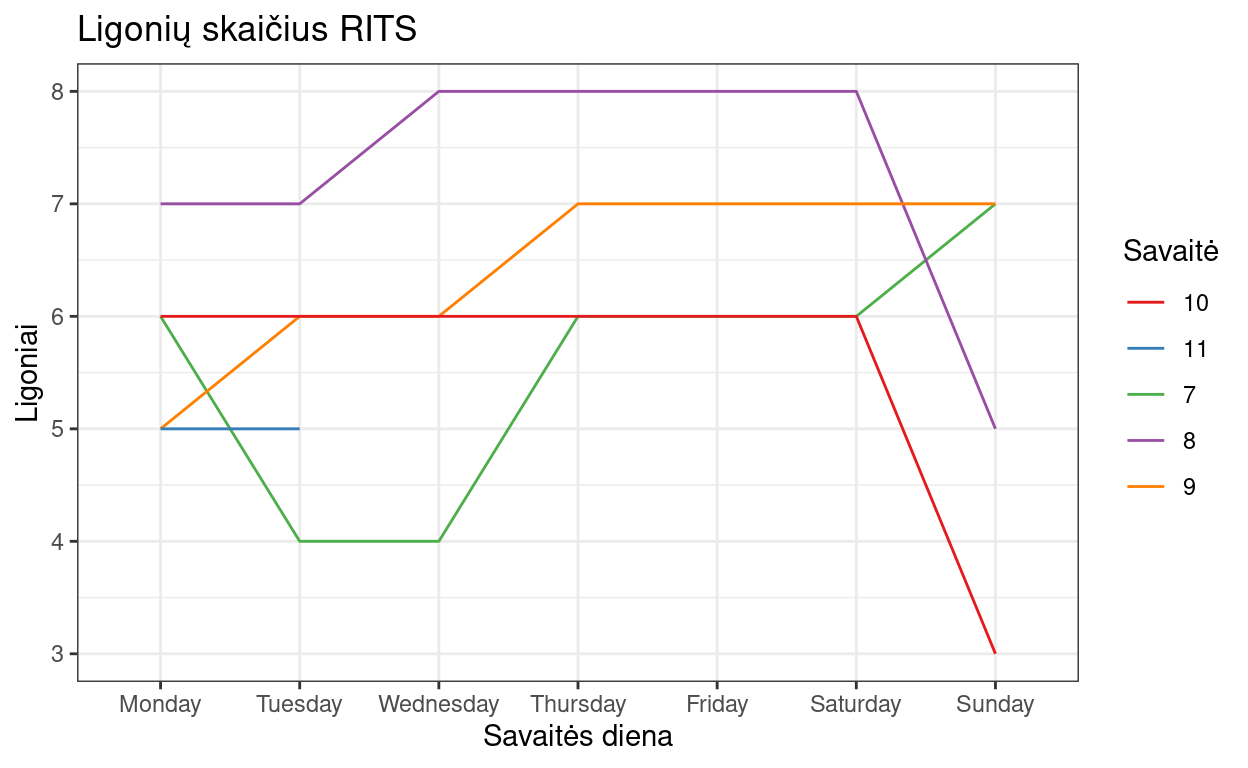 Ligonių skaičius RITS
Ligoniai
8
7
6
5
4
3
Monday Tuesday Wednesday Thursday Friday Saturday Sunday
Savaitės diena
Savaitė
10
11
7
8
9